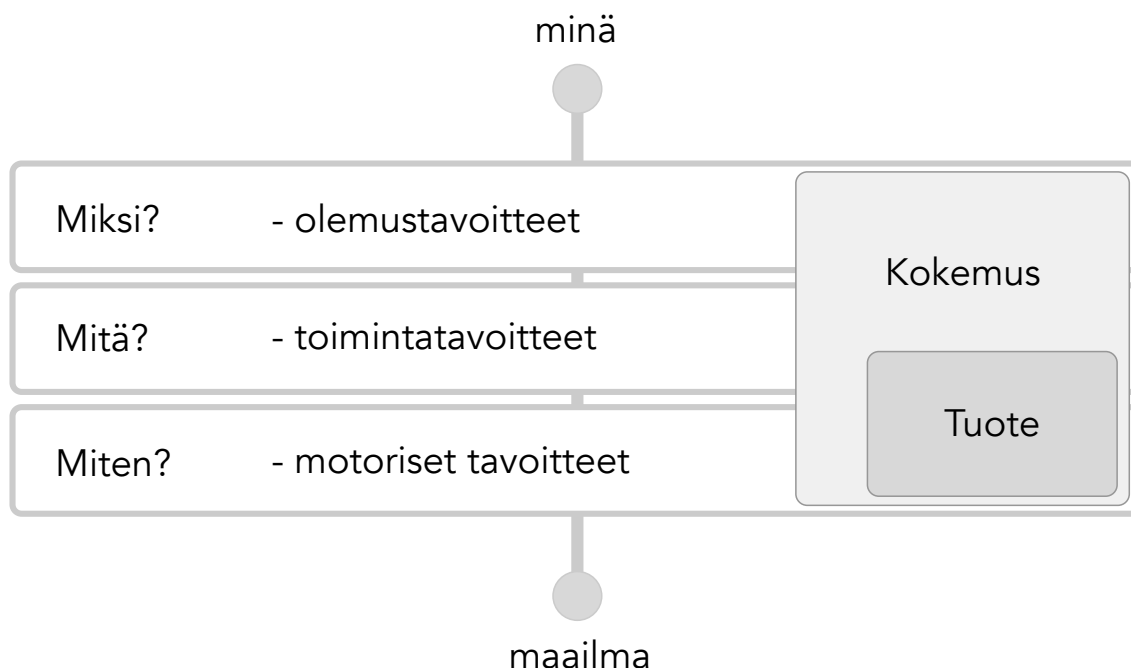 minä
Miksi? - olemustavoitteet
Kokemus
Mitä? - toimintatavoitteet
Tuote
Miten? - motoriset tavoitteet
maailma